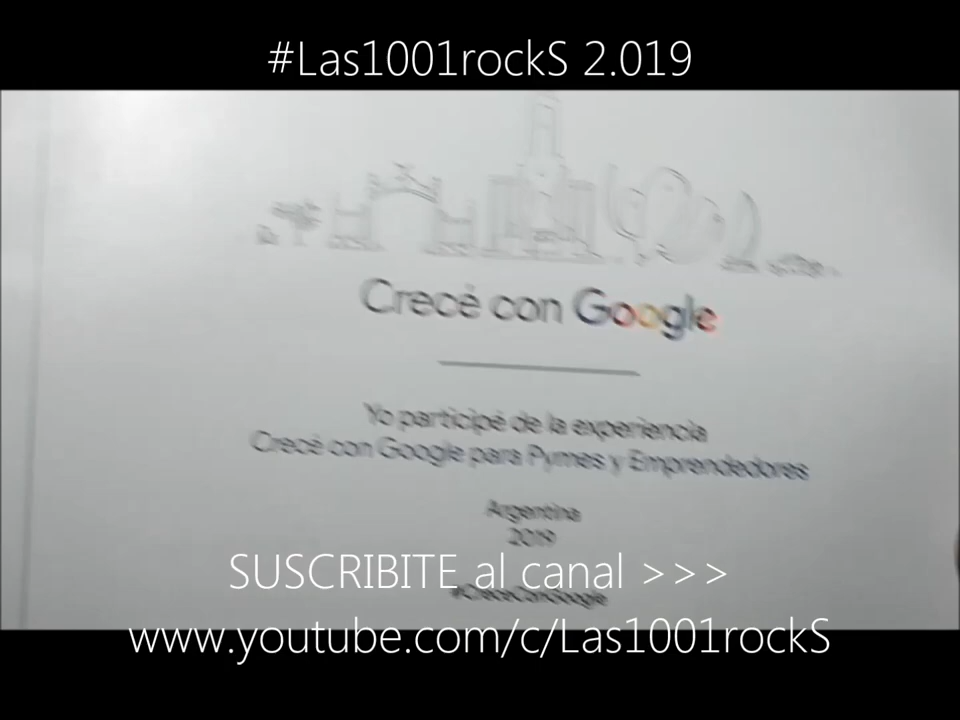 #Las1001rockS 2.019
Crecé con Google
Yo participé de la experiencia
Crecé con Google para Pymes y Emprendedores
Argentina
2019
SUSCRIBITE al canal >>>
#CreceConGoogle
www.youtube.com/c/Las1001rockS